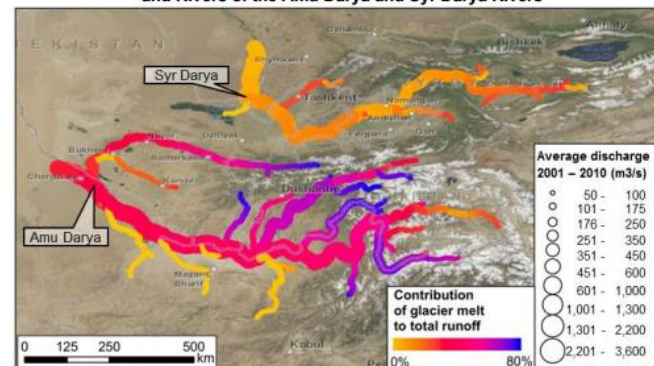 and Rivers of the Amu Darya and Syr Darya Rivers
Bishkek
Almaty
Shymkent
Syr Darya
Tashkent
Namangan
Andizhan
Fergana
Osh
Bukhara
Samarkand
Karshi
Dushanbe
Amu Darya
Mazar-i
Sharif
Kabul
0 125 250 500
km
Contribution
of glacier melt
to total runoff
0% 80%
Average discharge
2001 – 2010 (m3/s)
50 - 100
101 - 175
176 - 250
251 - 350
351 - 450
451 - 600
601 - 1,000
1,001 - 1,300
1,301 - 2,200
2,201 - 3,600